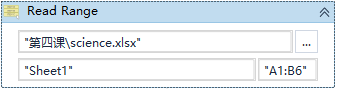 Read Range
"第四课\science.xlsx"
...
"Sheet1" "A1:B6"